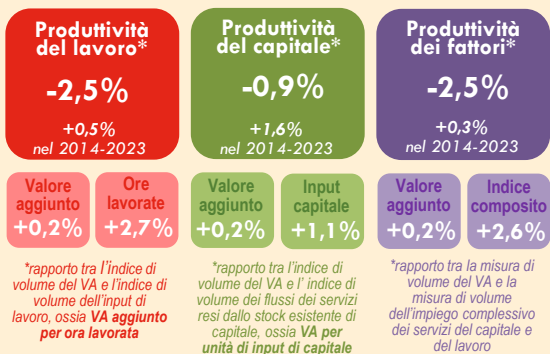 Produttività
del lavoro*
-2,5%
+0,5%
nel 2014-2023
Valore
aggiunto
+0,2%
Ore
lavorate
+2,7%
*rapporto tra l'indice di
volume del VA e l'indice di
volume dell'input di
lavoro, ossia VA aggiunto
per ora lavorata
Produttività
del capitale*
-0,9%
+1,6%
nel 2014-2023
Valore
aggiunto
+0,2%
Input
capitale
+1,1%
*rapporto tra l'indice di
volume del VA e l' indice di
volume dei flussi dei servizi
resi dallo stock esistente di
capitale, ossia VA per
unità di input di capitale
Produttività
dei fattori*
-2,5%
+0,3%
nel 2014-2023
Valore
aggiunto
+0,2%
Indice
composito
+2,6%
*rapporto tra la misura di
volume del VA e la
misura di volume
dell'impiego complessivo
dei servizi del capitale e
del lavoro